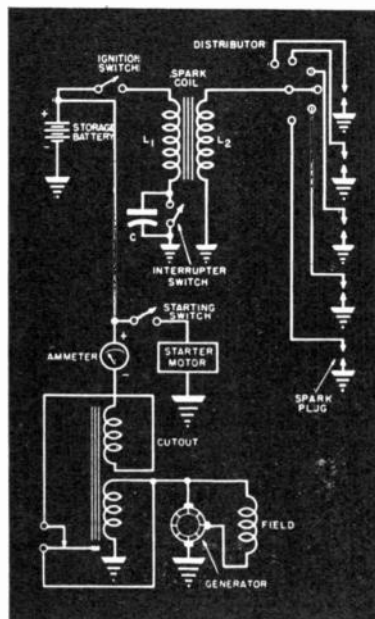 DISTRIBUTOR
IGNITION
SWITCH
SPARK
COIL
+
STORAGE
BATTERY
-
L1
L2
C
INTERRUPTER
SWITCH
STARTING
SWITCH
+
AMMETER
-
STARTER
MOTOR
SPARK
PLUG
CUTOUT
FIELD
GENERATOR